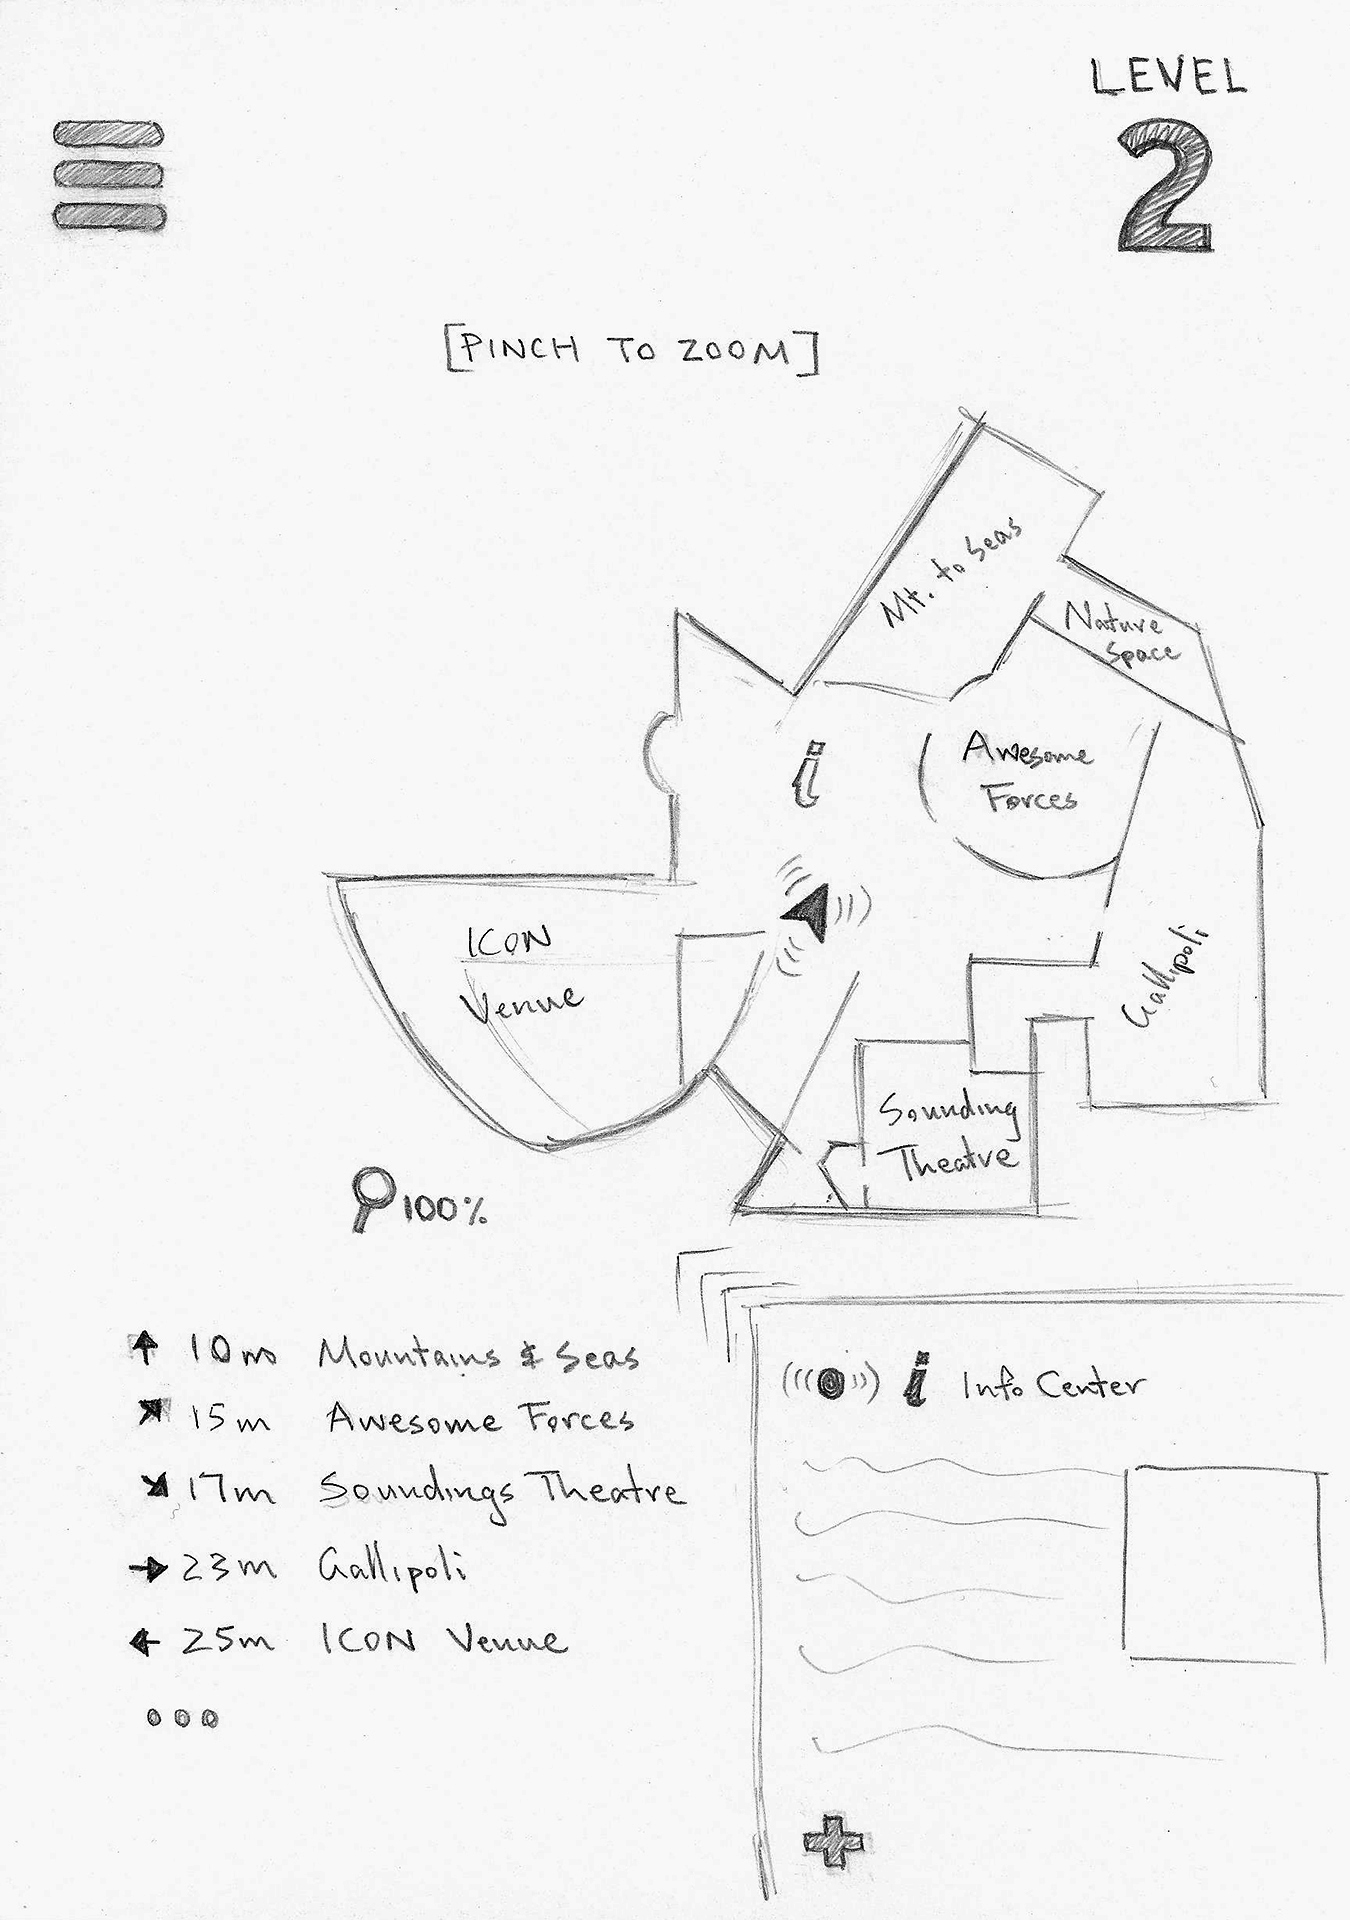 LEVEL
2
[PINCH TO ZOOM]
Mt. to Seas
Nature
Space
i
Awesome
Forces
ICON
Venue
Gallipoli
Sounding
Theatre
100%
10m Mountains & Seas
15m Awesome Forces
17m Soundings Theatre
23m Gallipoli
25m ICON Venue
i Info Center